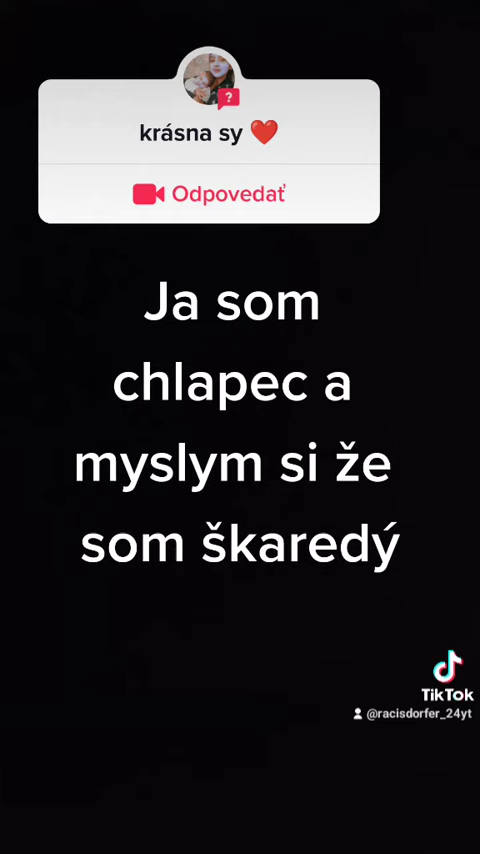 ?
krásna sy ❤️
Odpovedať
Ja som
chlapec a
myslym si že
som škaredý
TikTok
@racisdorfer_24yt